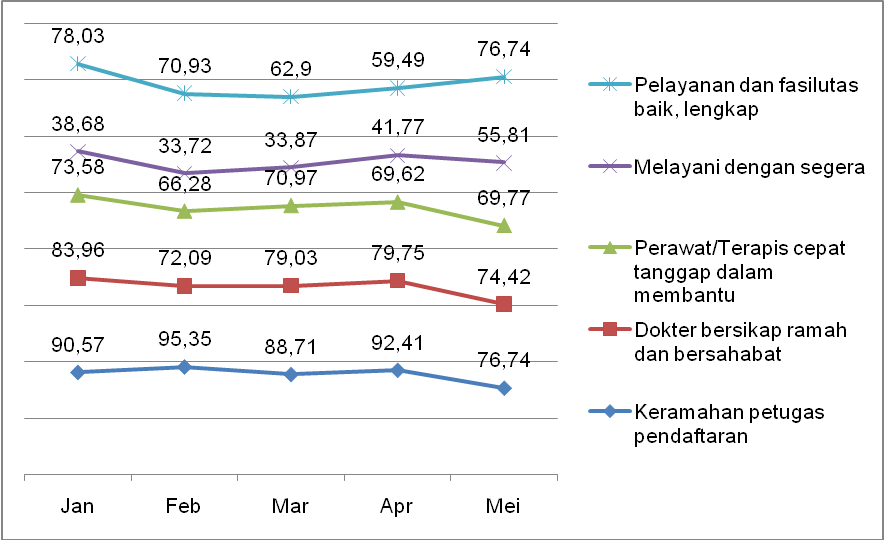 78,03 70,93 62,9 59,49 76,74
38,68 33,72 33,87 41,77 55,81
73,58 66,28 70,97 69,62 69,77
83,96 72,09 79,03 79,75 74,42
90,57 95,35 88,71 92,41 76,74
Jan Feb Mar Apr Mei
Pelayanan dan fasilutas
baik, lengkap
Melayani dengan segera
Perawat/Terapis cepat
tanggap dalam
membantu
Dokter bersikap ramah
dan bersahabat
Keramahan petugas
pendaftaran